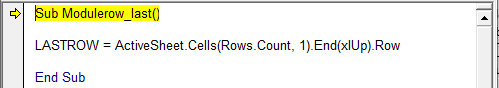 Sub Modulerow_last()
LASTROW = ActiveSheet.Cells(Rows.Count, 1).End(xlUp).Row
End Sub